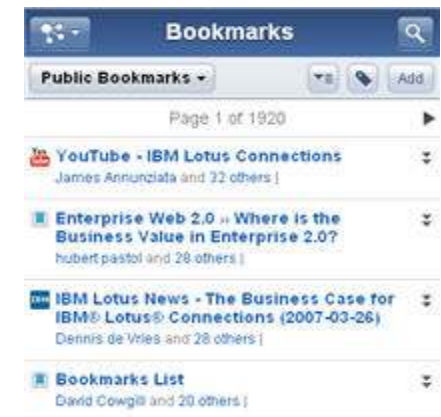 Bookmarks
Public Bookmarks
Add
Page 1 of 1920
YouTube - IBM Lotus Connections
James Annunziata and 32 others |
Enterprise Web 2.0 » Where is the
Business Value in Enterprise 2.0?
hubert pastol and 28 others |
IBM Lotus News - The Business Case for
IBM® Lotus® Connections (2007-03-26)
Dennis de Vries and 28 others |
Bookmarks List
David Cowgill and 20 others |